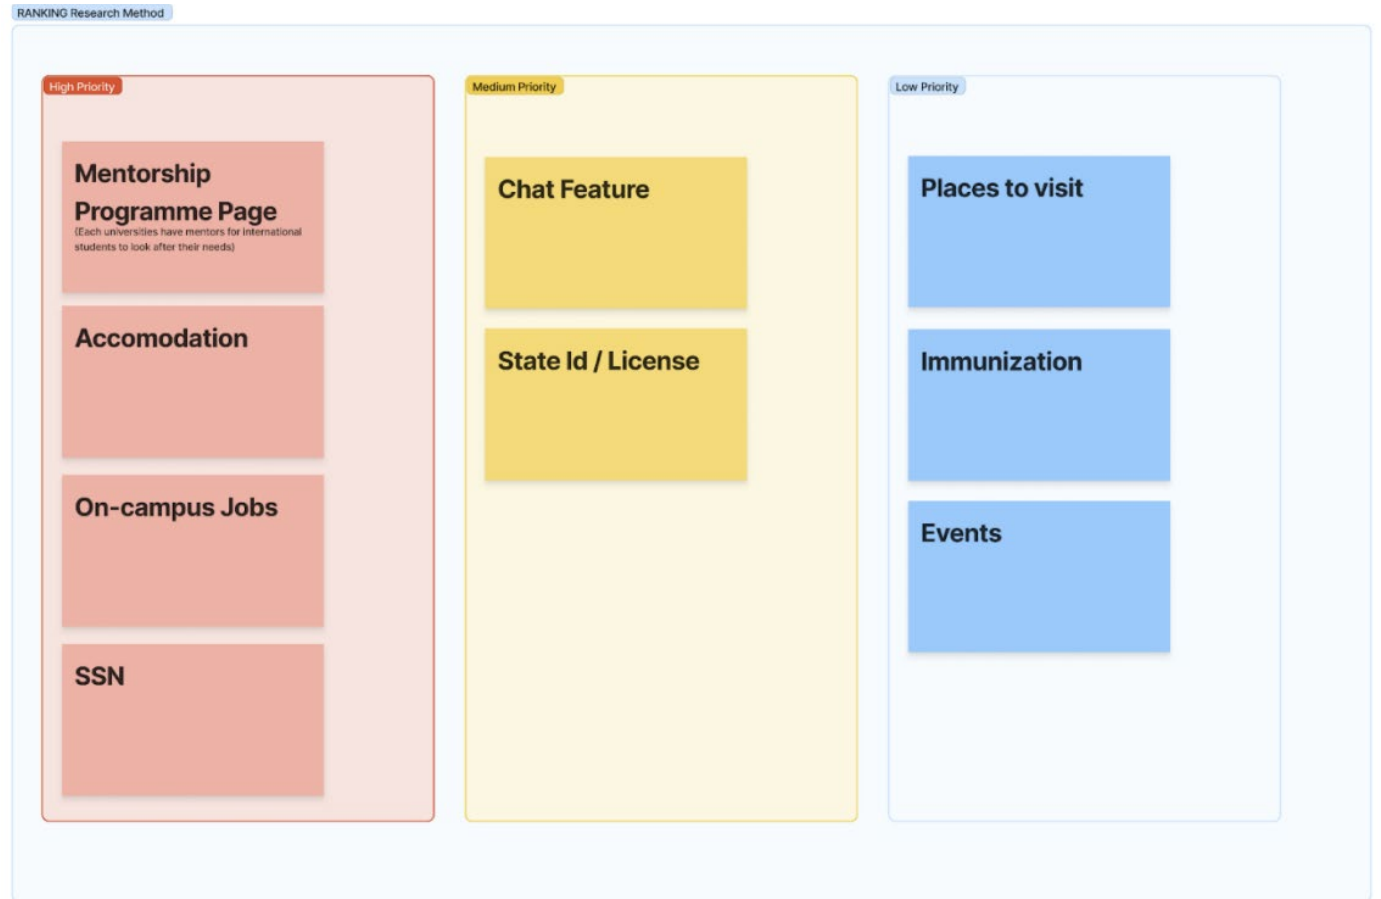 RANKING Research Method
High Priority
Mentorship
Programme Page
(Each universities have mentors for international
students to look after their needs)
Accomodation
On-campus Jobs
SSN
Medium Priority
Chat Feature
State Id / License
Low Priority
Places to visit
Immunization
Events